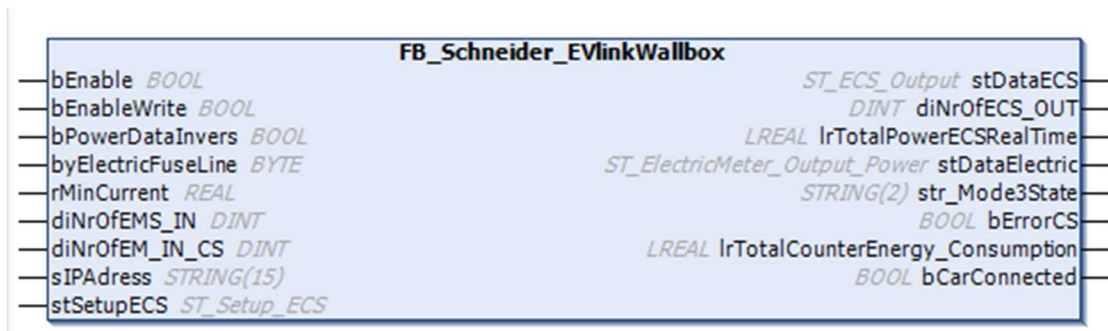 FB_Schneider_EVlinkWallbox
bEnable BOOL ST_ECS_Output stDataECS
bEnableWrite BOOL DINT diNrOfECS_OUT
bPowerDataInvers BOOL LREAL lrTotalPowerECSRealTime
byElectricFuseLine BYTE ST_ElectricMeter_Output_Power stDataElectric
rMinCurrent REAL STRING(2) str_Mode3State
diNrOfEMS_IN DINT BOOL bErrorCS
diNrOfEM_IN_CS DINT LREAL lrTotalCounterEnergy_Consumption
sIPAdress STRING(15) BOOL bCarConnected
stSetupECS ST_Setup_ECS